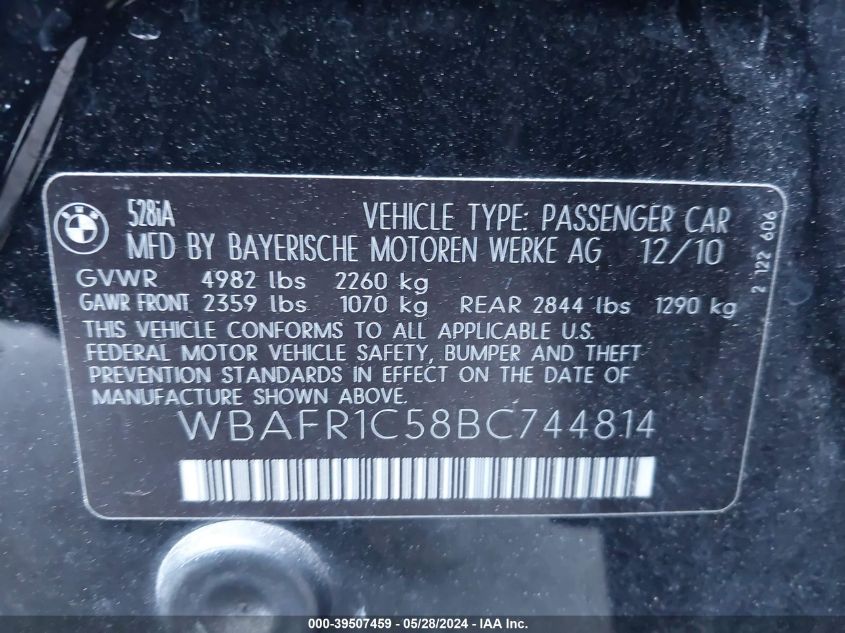 BMW
528iA
VEHICLE TYPE: PASSENGER CAR
MFD BY BAYERISCHE MOTOREN WERKE AG 12/10
GVWR 4982 lbs 2260 kg
GAWR FRONT 2359 lbs 1070 kg REAR 2844 lbs 1290 kg
THIS VEHICLE CONFORMS TO ALL APPLICABLE U.S.
FEDERAL MOTOR VEHICLE SAFETY, BUMPER AND THEFT
PREVENTION STANDARDS IN EFFECT ON THE DATE OF
MANUFACTURE SHOWN ABOVE.
WBAFR1C58BC744814
2 122 606
000-39507459 - 05/28/2024 - IAA, Inc.